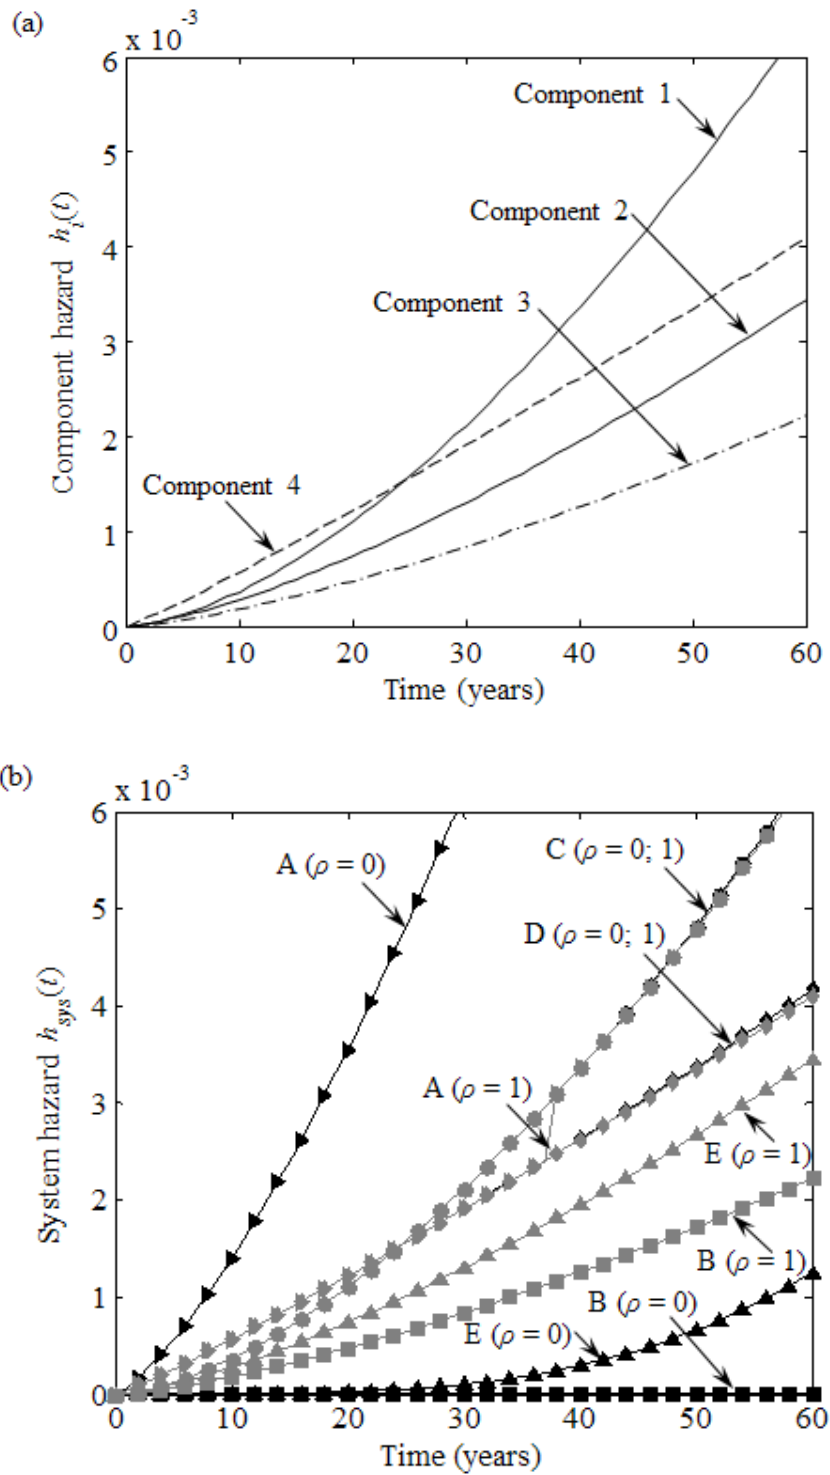 (a)
x 10⁻³
6
5
4
3
2
1
0
Component hazard hᵢ(t)
Component 1
Component 2
Component 3
Component 4
0 10 20 30 40 50 60
Time (years)
(b)
x 10⁻³
6
5
4
3
2
1
0
System hazard hsys(t)
A (ρ = 0)
C (ρ = 0; 1)
D (ρ = 0; 1)
A (ρ = 1)
E (ρ = 1)
B (ρ = 1)
B (ρ = 0)
E (ρ = 0)
0 10 20 30 40 50 60
Time (years)